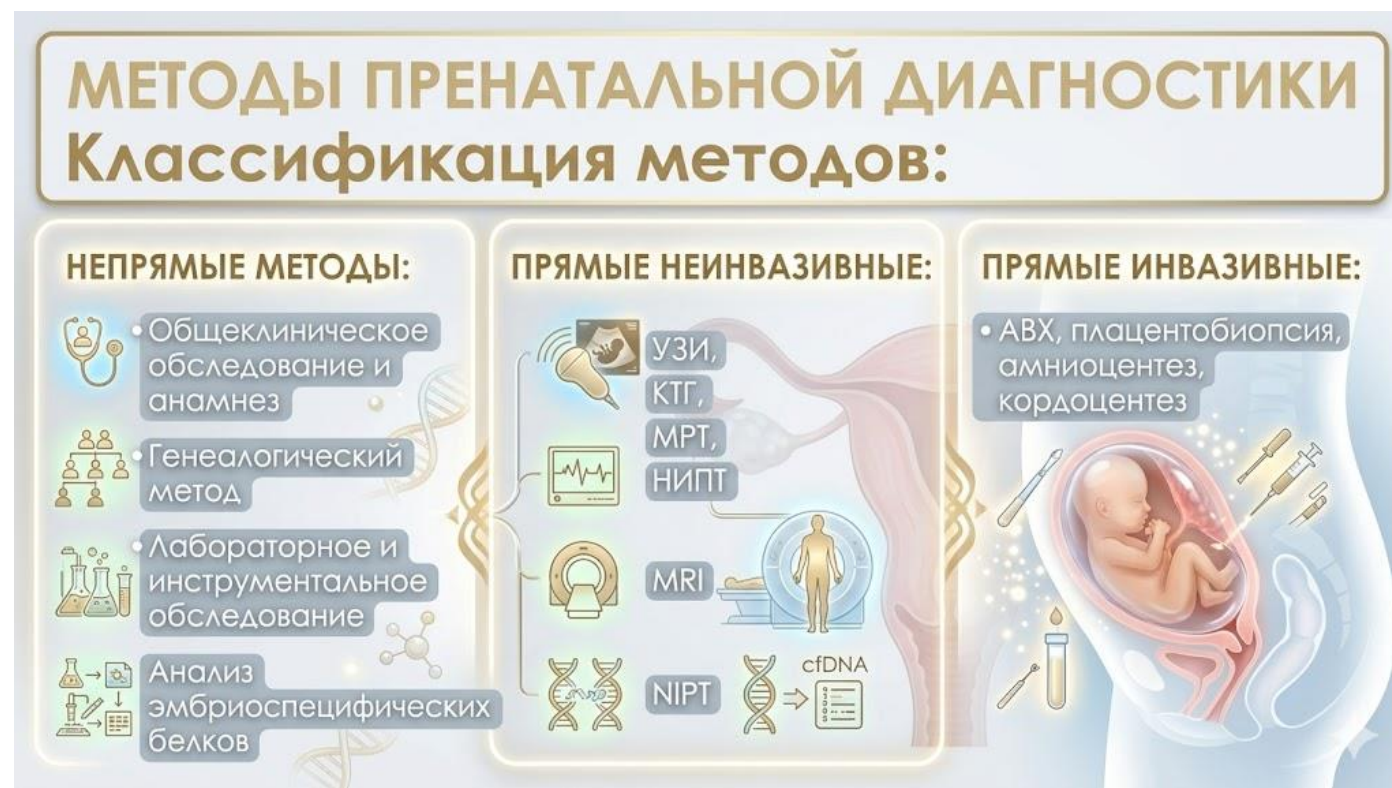 МЕТОДЫ ПРЕНАТАЛЬНОЙ ДИАГНОСТИКИ
Классификация методов:
НЕПРЯМЫЕ МЕТОДЫ:
• Общеклиническое
обследование и
анамнез
• Генеалогический
метод
• Лабораторное и
инструментальное
обследование
Анализ
эмбриоспецифических
белков
ПРЯМЫЕ НЕИНВАЗИВНЫЕ:
УЗИ,
КТГ,
МРТ,
НИПТ
MRI
NIPT
cfDNA
ПРЯМЫЕ ИНВАЗИВНЫЕ:
• АВХ, плацентобиопсия,
амниоцентез,
кордоцентез